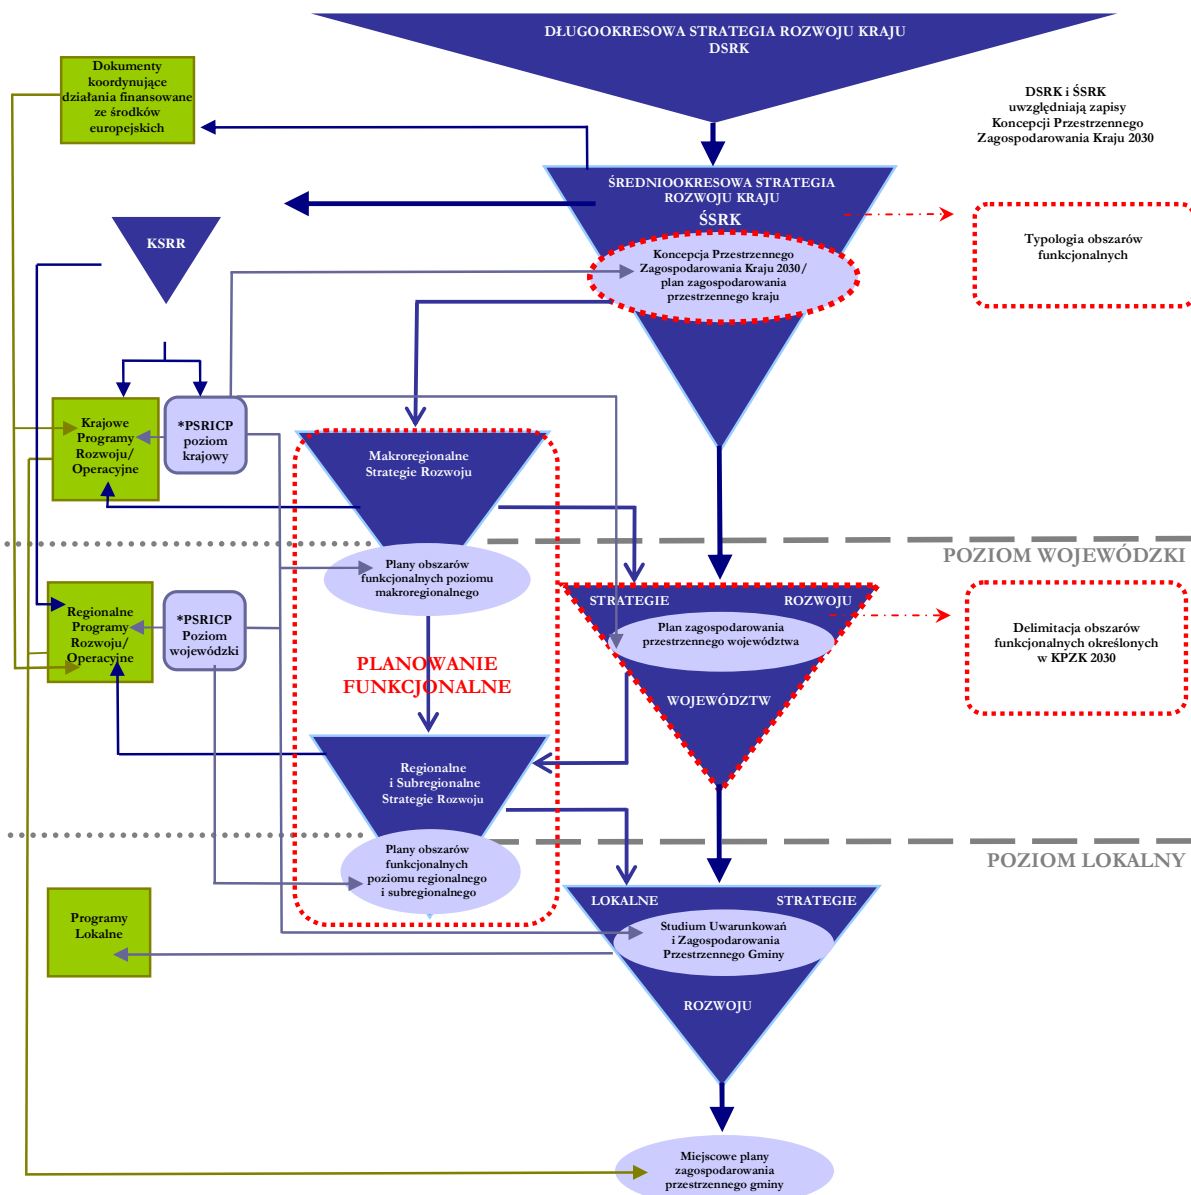 DŁUGOOKRESOWA STRATEGIA ROZWOJU KRAJU
DSRK
Dokumenty
koordynujące
działania finansowane
ze środków
europejskich
DSRK i ŚSRK
uwzględniają zapisy
Koncepcji Przestrzennego
Zagospodarowania Kraju 2030
ŚREDNIOOKRESOWA STRATEGIA
ROZWOJU KRAJU
ŚSRK
KSRR
Typologia obszarów
funkcjonalnych
Koncepcja Przestrzennego
Zagospodarowania Kraju 2030/
plan zagospodarowania
przestrzennego kraju
Krajowe
Programy
Rozwoju/
Operacyjne
*PSRICP
poziom
krajowy
Makroregionalne
Strategie Rozwoju
POZIOM WOJEWÓDZKI
Plany obszarów
funkcjonalnych poziomu
makroregionalnego
Regionalne
Programy
Rozwoju/
Operacyjne
*PSRICP
Poziom
wojewódzki
STRATEGIE ROZWOJU
Plan zagospodarowania
przestrzennego województwa
WOJEWÓDZTW
Delimitacja obszarów
funkcjonalnych określonych
w KPZK 2030
PLANOWANIE
FUNKCJONALNE
Regionalne
i Subregionalne
Strategie Rozwoju
Plany obszarów
funkcjonalnych
poziomu regionalnego
i subregionalnego
POZIOM LOKALNY
Programy
Lokalne
LOKALNE STRATEGIE
Studium Uwarunkowań
i Zagospodarowania
Przestrzennego Gminy
ROZWOJU
Miejscowe plany
zagospodarowania
przestrzennego gminy